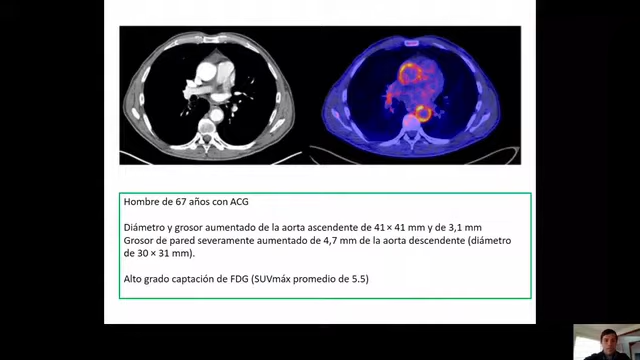 Hombre de 67 años con ACG
Diámetro y grosor aumentado de la aorta ascendente de 41 × 41 mm y de 3,1 mm
Grosor de pared severamente aumentado de 4,7 mm de la aorta descendente (diámetro
de 30 × 31 mm).
Alto grado captación de FDG (SUVmáx promedio de 5.5)